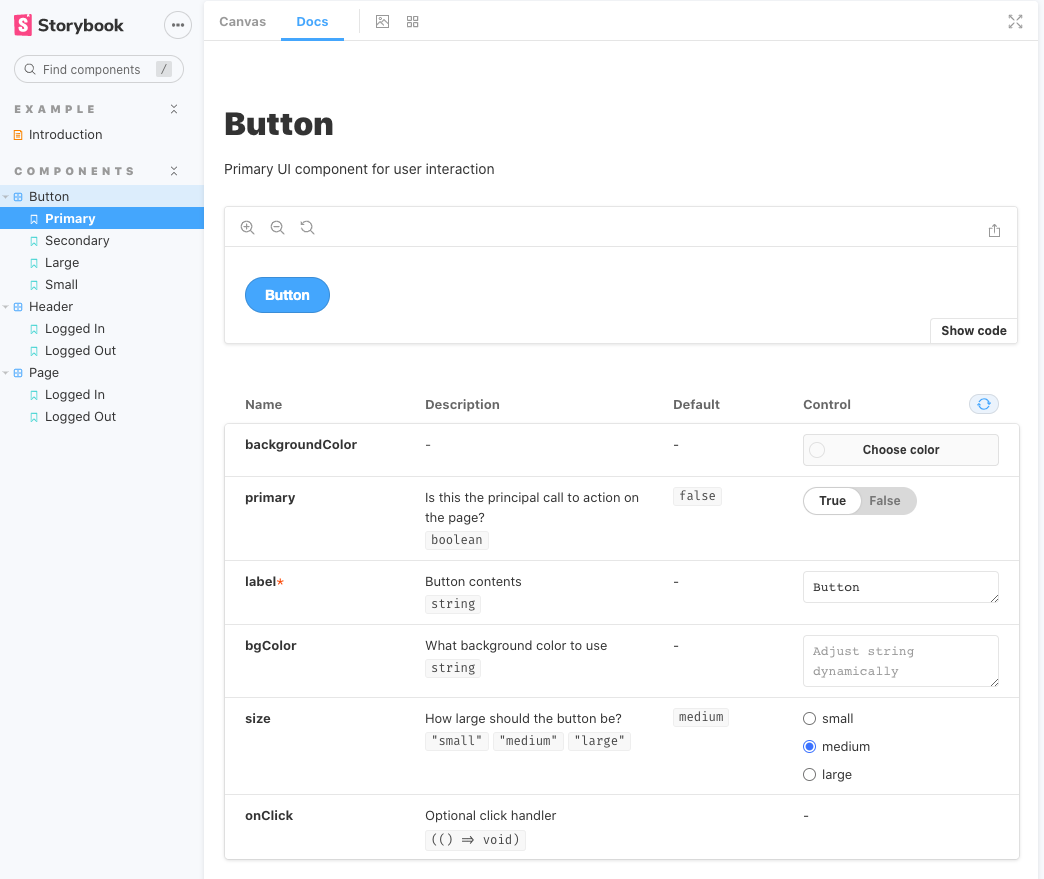 Storybook
Find components /
EXAMPLE
Introduction
COMPONENTS
Button
Primary
Secondary
Large
Small
Header
Logged In
Logged Out
Page
Logged In
Logged Out
Canvas Docs
Button
Primary UI component for user interaction
Button
Show code
Name Description Default Control
backgroundColor - - Choose color
primary Is this the principal call to action on false True False
the page?
boolean
label* Button contents - Button
string
bgColor What background color to use - Adjust string
string dynamically
size How large should the button be? medium small
"small" "medium" "large"
medium
large
onClick Optional click handler -
(() => void)